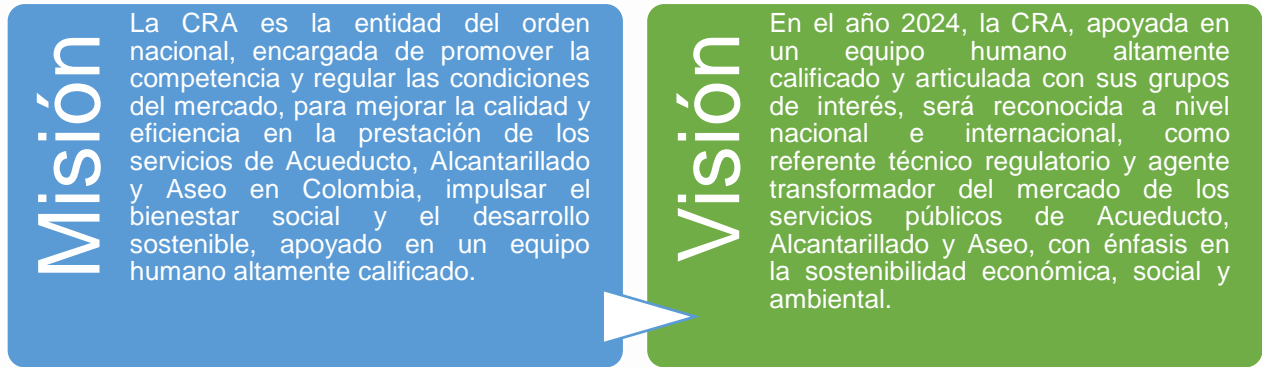 Misión
La CRA es la entidad del orden
nacional, encargada de promover la
competencia y regular las condiciones
del mercado, para mejorar la calidad y
eficiencia en la prestación de los
servicios de Acueducto, Alcantarillado
y Aseo en Colombia, impulsar el
bienestar social y el desarrollo
sostenible, apoyado en un equipo
humano altamente calificado.
Visión
En el año 2024, la CRA, apoyada en
un equipo humano altamente
calificado y articulada con sus grupos
de interés, será reconocida a nivel
nacional e internacional, como
referente técnico regulatorio y agente
transformador del mercado de los
servicios públicos de Acueducto,
Alcantarillado y Aseo, con énfasis en
la sostenibilidad económica, social y
ambiental.